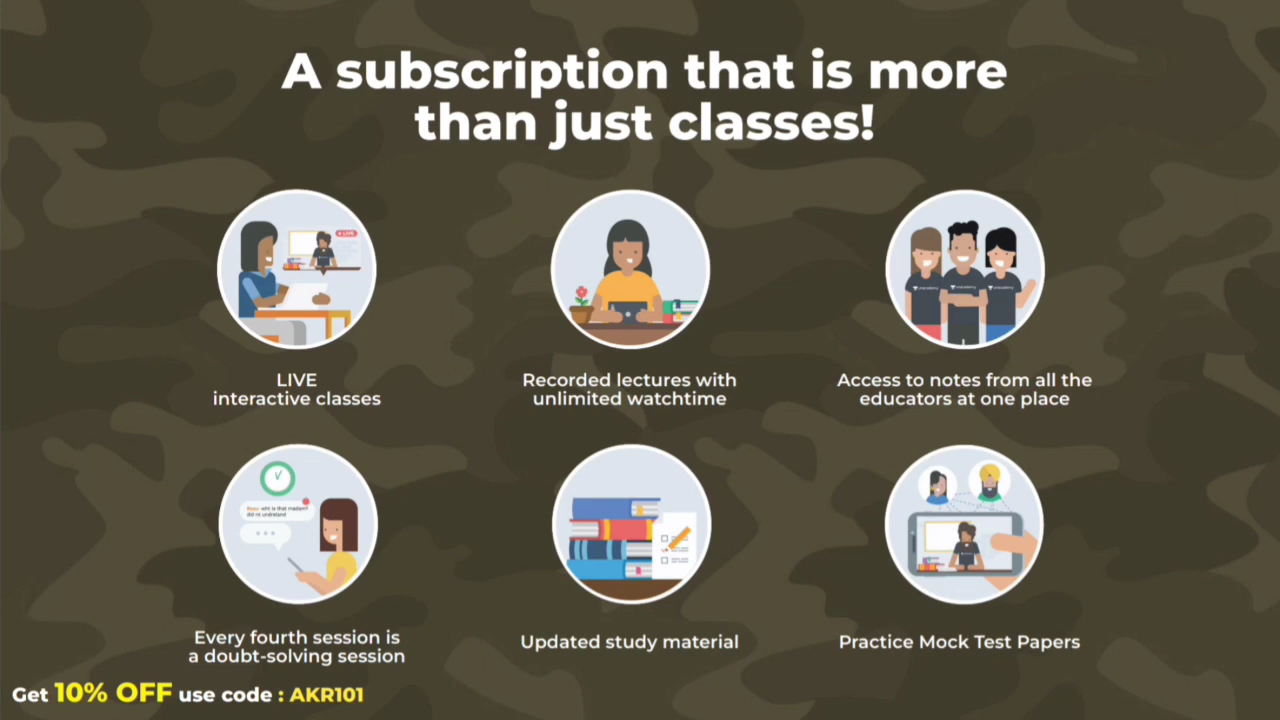 A subscription that is more
than just classes!
LIVE
interactive classes
Recorded lectures with
unlimited watchtime
Access to notes from all the
educators at one place
Every fourth session is
a doubt-solving session
Updated study material
Practice Mock Test Papers
Get 10% OFF use code : AKR101